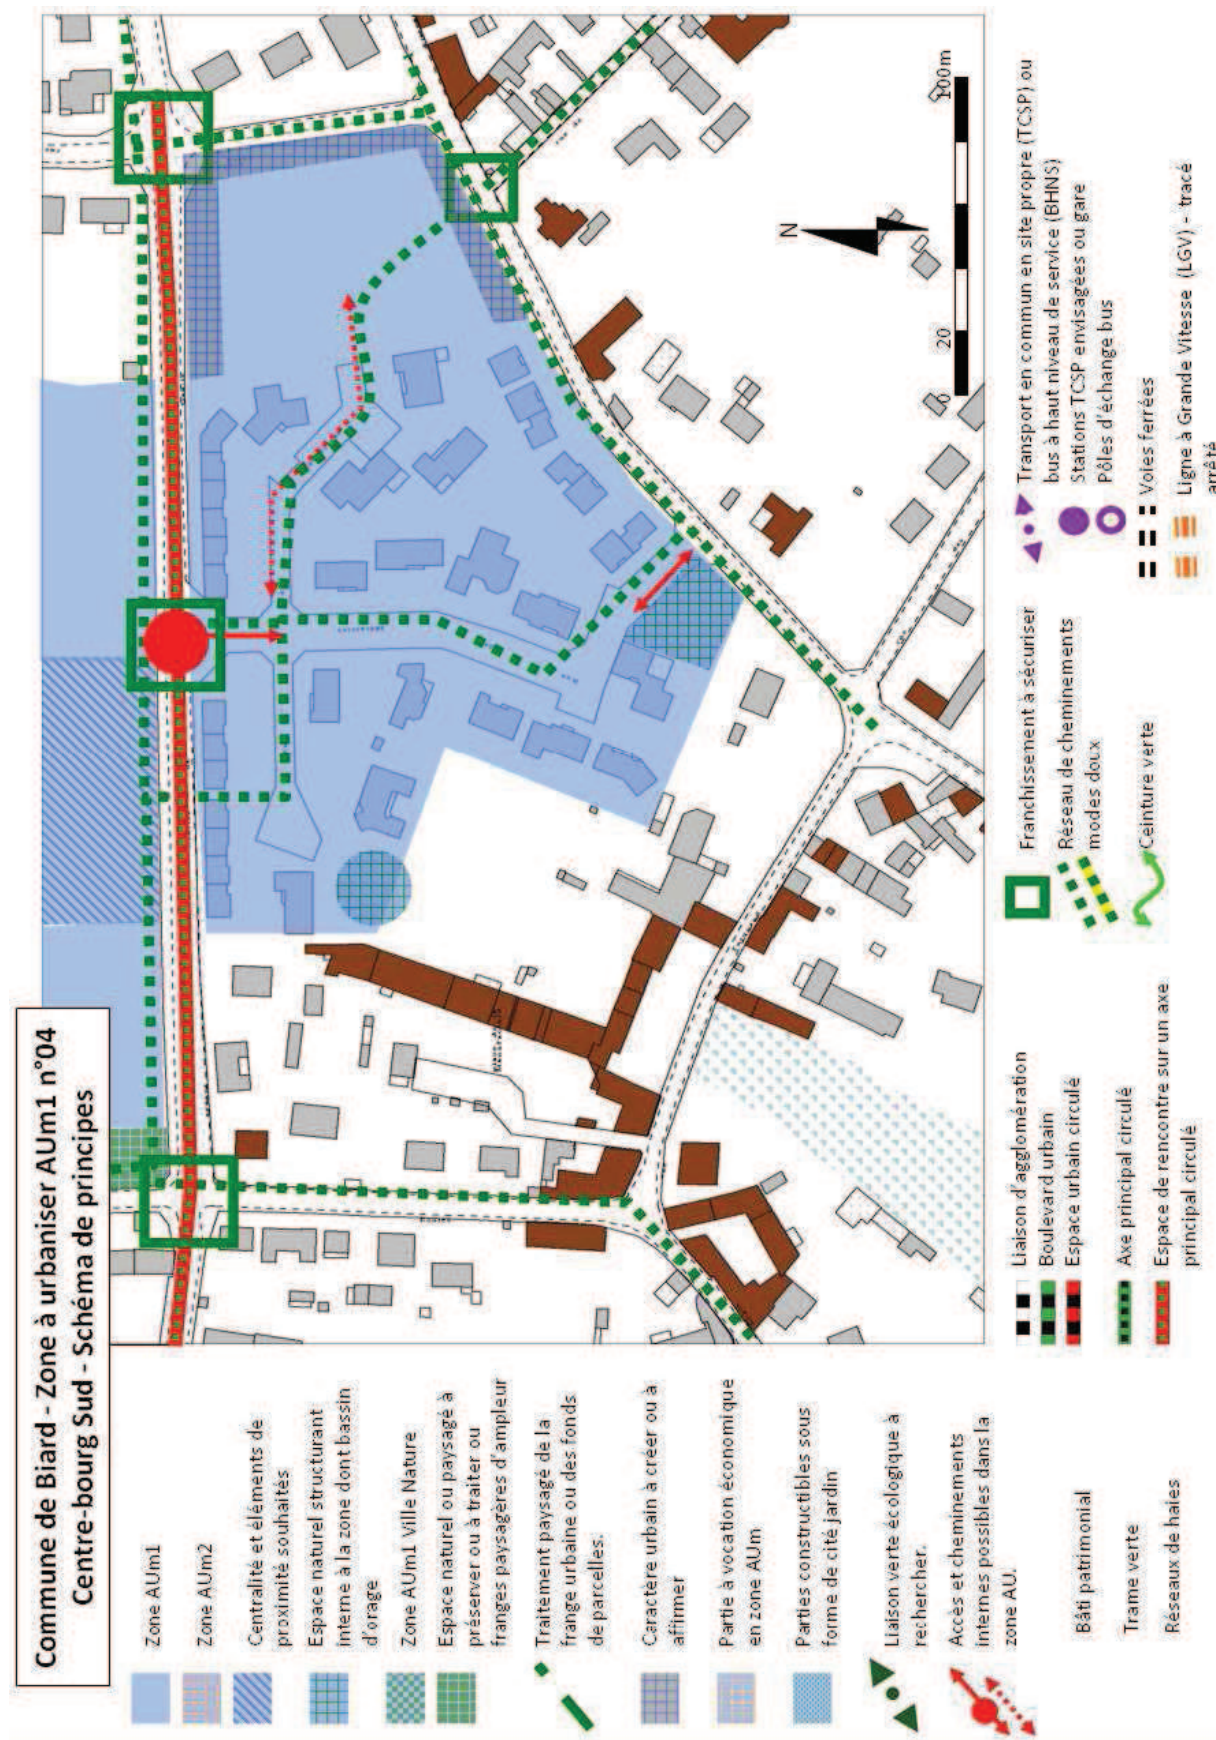 Commune de Biard - Zone à urbaniser AUm1 n°04
Centre-bourg Sud - Schéma de principes
N
0
20
100m
Zone AUm1
Zone AUm2
Centralité et éléments de
proximité souhaités
Espace naturel structurant
interne à la zone dont bassin
d'orage
Zone AUm1 Ville Nature
Espace naturel ou paysagé à
préserver ou à traiter ou
franges paysagères d'ampleur
Traitement paysagé de la
frange urbaine ou des fonds
de parcelles.
Caractère urbain à créer ou à
affirmer
Partie à vocation économique
en zone AUm
Parties constructibles sous
forme de cité jardin
Liaison verte écologique à
rechercher.
Accès et cheminements
internes possibles dans la
zone AU.
Bâti patrimonial
Trame verte
Réseaux de haies
Liaison d'agglomération
Boulevard urbain
Espace urbain circulé
Axe principal circulé
Espace de rencontre sur un axe
principal circulé
Franchissement à sécuriser
Réseau de cheminements
modes doux
Ceinture verte
Transport en commun en site propre (TCSP) ou
bus à haut niveau de service (BHNS)
Stations TCSP envisagées ou gare
Pôles d'échange bus
Voies ferrées
Ligne à Grande Vitesse (LGV) - tracé
arrêté